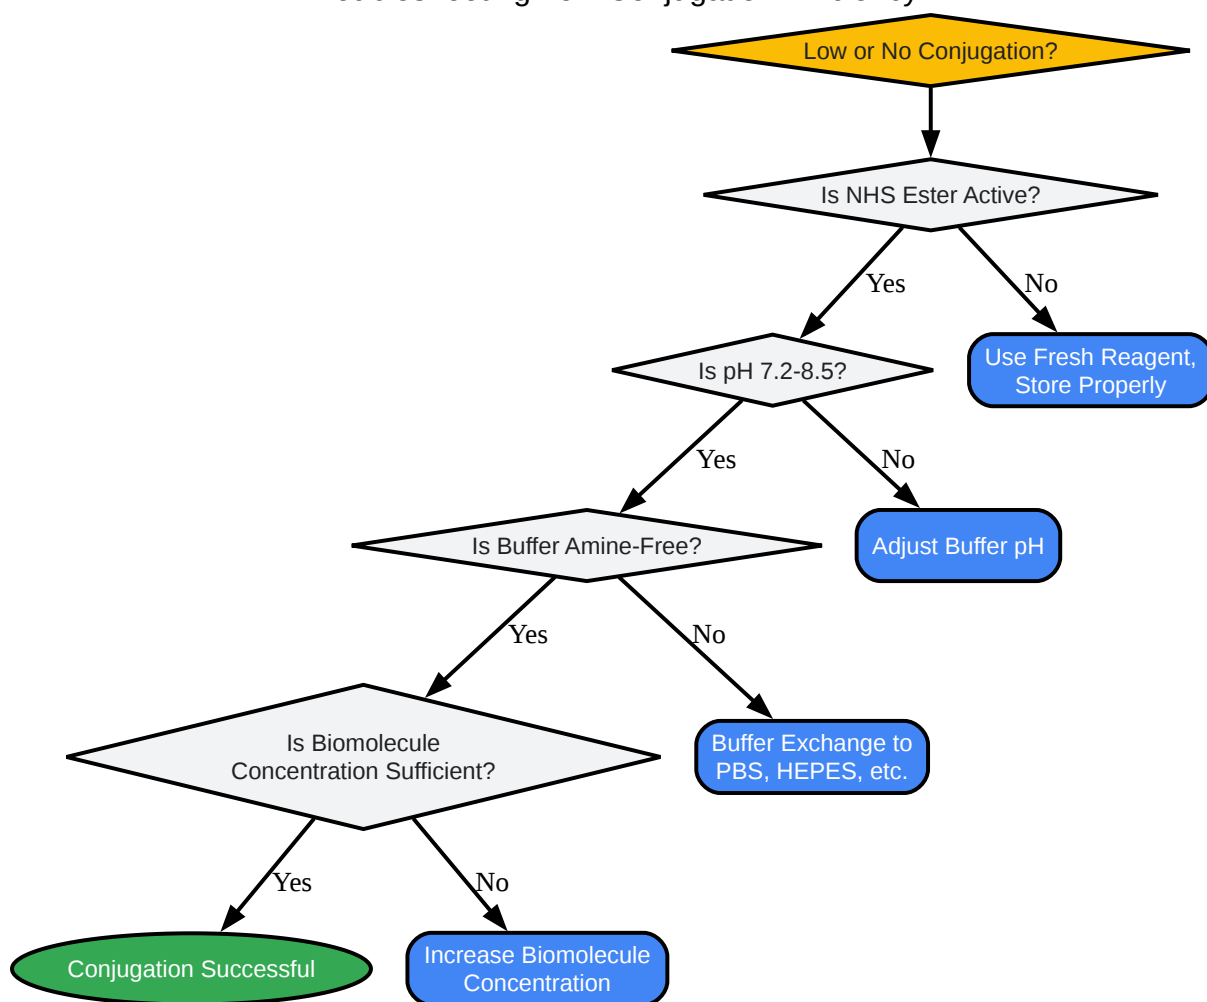 Low or No Conjugation?
Is NHS Ester Active?
Yes
No
Is pH 7.2-8.5?
Use Fresh Reagent,
Store Properly
Yes
No
Is Buffer Amine-Free?
Adjust Buffer pH
Yes
No
Is Biomolecule
Concentration Sufficient?
Buffer Exchange to
PBS, HEPES, etc.
Yes
No
Conjugation Successful
Increase Biomolecule
Concentration